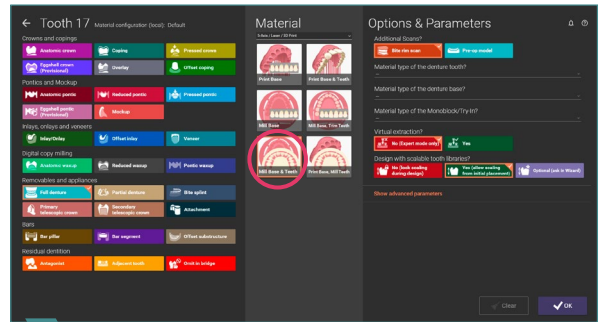 ← Tooth 17 Material configuration (local): Default
Crowns and copings
Anatomic crown
Coping
Pressed crown
Eggshell crown (Provisional)
Overlay
Offset coping
Pontics and Mockup
Anatomic pontic
Reduced pontic
Pressed pontic
Eggshell pontic (Provisional)
Mockup
Inlays, onlays and veneers
Inlay/Onlay
Offset inlay
Veneer
Digital copy milling
Anatomic waxup
Reduced waxup
Pontic waxup
Removables and appliances
Full denture
Partial denture
Bite splint
Primary telescopic crown
Secondary telescopic crown
Attachment
Bars
Bar pillar
Bar segment
Offset substructure
Residual dentition
Antagonist
Adjacent tooth
Omit in bridge
Material
5-Axis / Laser / 3D Print
Print Base
Print Base & Teeth
Mill Base
Mill Base, Trim Teeth
Mill Base & Teeth
Print Base, Mill Teeth
Options & Parameters
Additional Scans?
Bite rim scan
Pre-op model
Material type of the denture tooth?
Material type of the denture base?
Material type of the Monoblock/Try-In?
Virtual extraction?
No (Expert mode only)
Yes
Design with scalable tooth libraries?
No (lock scaling during design)
Yes (allow scaling from initial placement)
Optional (ask in Wizard)
Show advanced parameters
Clear
OK